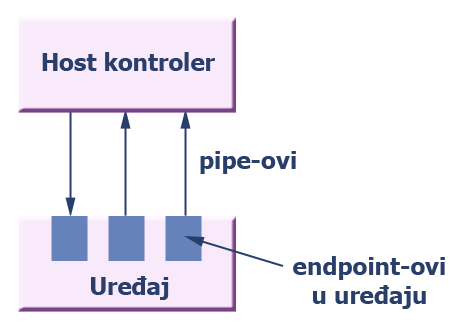 Host kontroler
pipe-ovi
Uređaj
endpoint-ovi
u uređaju